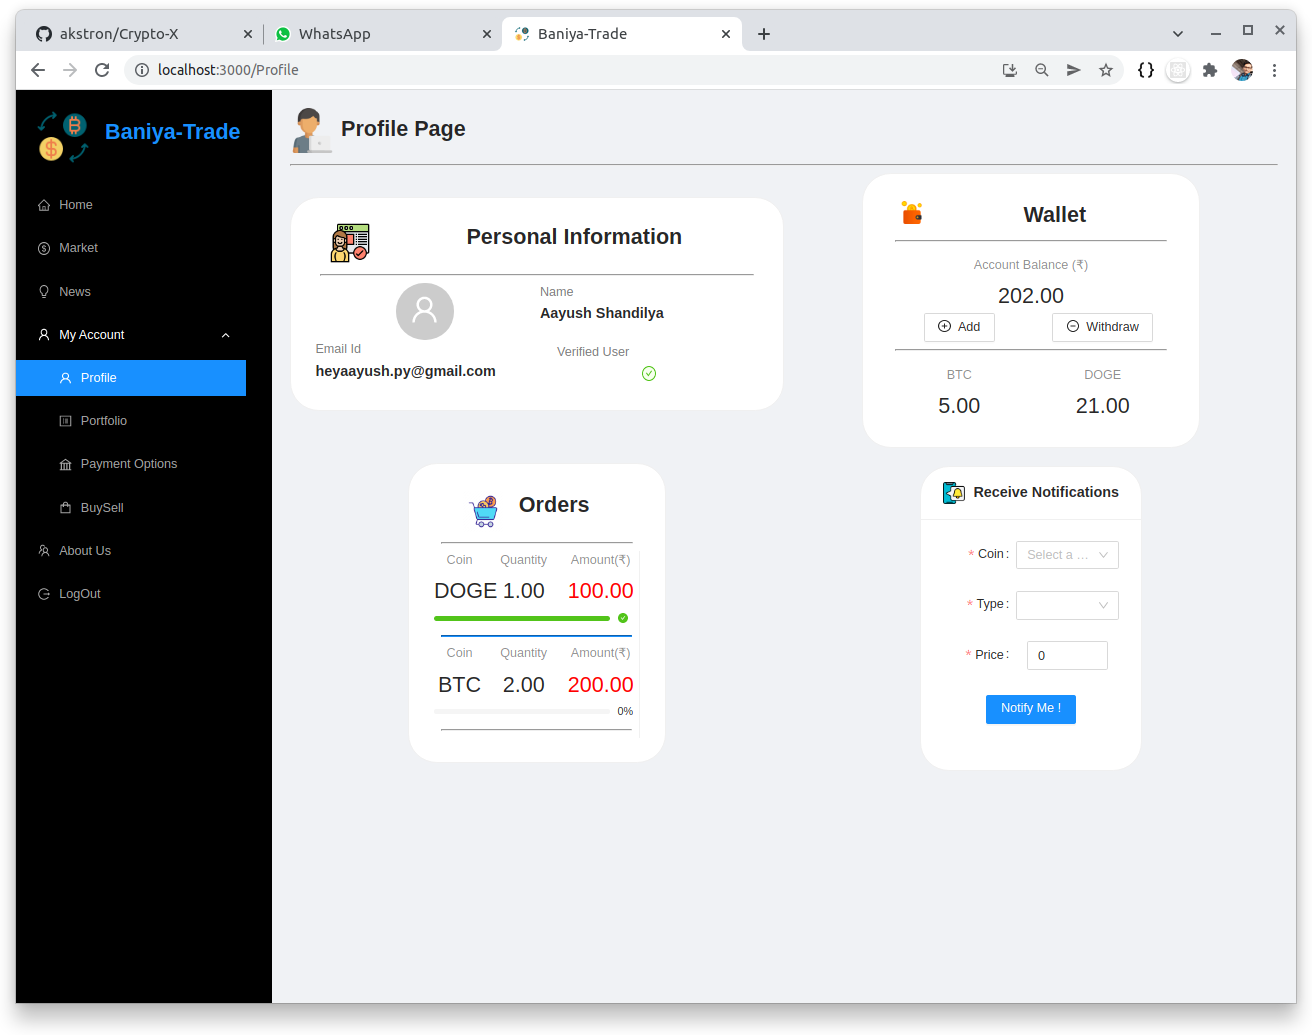 akstron/Crypto-X
WhatsApp
Baniya-Trade
localhost:3000/Profile
Baniya-Trade
Home
Market
News
My Account
Profile
Portfolio
Payment Options
BuySell
About Us
LogOut
Profile Page
Personal Information
Name
Aayush Shandilya
Email Id
heyaayush.py@gmail.com
Verified User
Wallet
Account Balance (₹)
202.00
Add Withdraw
BTC DOGE
5.00 21.00
Orders
Coin Quantity Amount(₹)
DOGE 1.00 100.00
Coin Quantity Amount(₹)
BTC 2.00 200.00
0%
Receive Notifications
* Coin : Select a ...
* Type :
* Price : 0
Notify Me !